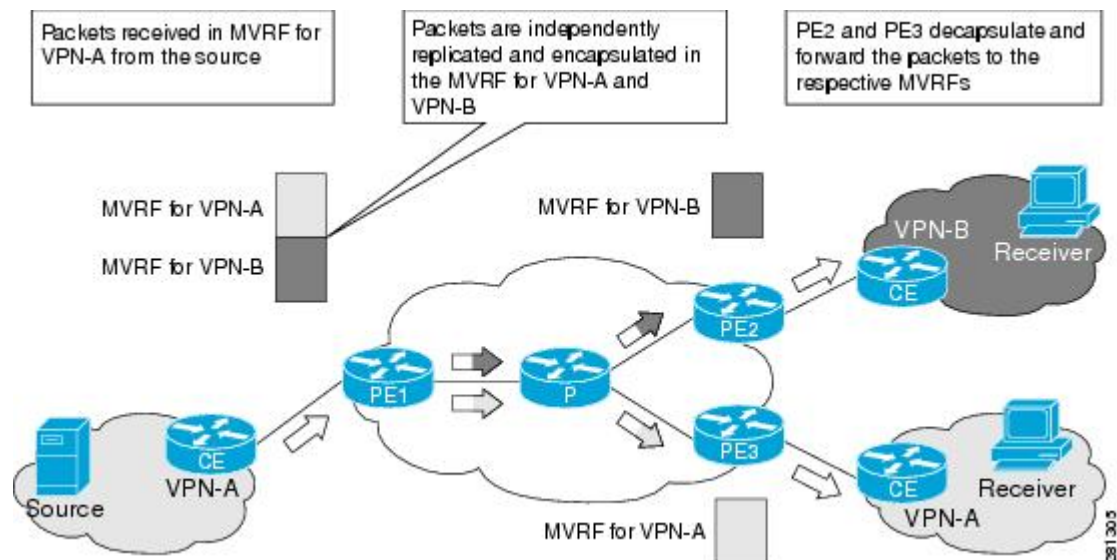 Packets received in MVRF for
VPN-A from the source
Packets are independently
replicated and encapsulated in
the MVRF for VPN-A and
VPN-B
PE2 and PE3 decapsulate and
forward the packets to the
respective MVRFs
MVRF for VPN-A
MVRF for VPN-B
MVRF for VPN-B
VPN-B
Receiver
CE
PE2
PE1
P
PE3
CE
VPN-A
Source
CE
Receiver
VPN-A
MVRF for VPN-A